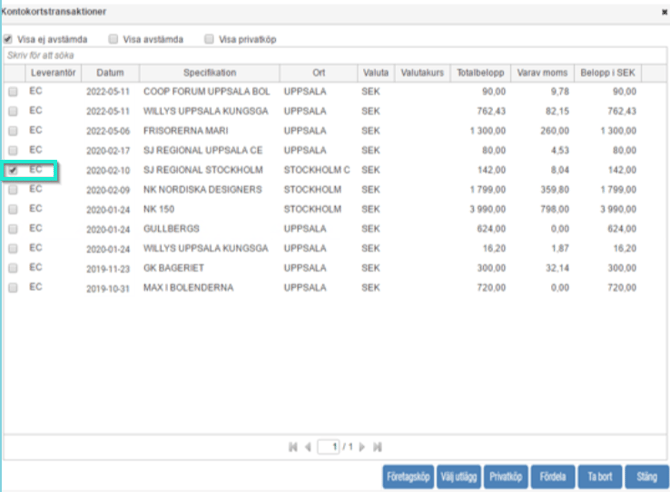 Kontokortstransaktioner
Visa ej avstämda Visa avstämda Visa privatköp
Skriv för att söka
Leverantör Datum Specifikation Ort Valuta Valutakurs Totalbelopp Varav moms Belopp i SEK
EC 2022-05-11 COOP FORUM UPPSALA BOL UPPSALA SEK 90,00 9,78 90,00
EC 2022-05-11 WILLYS UPPSALA KUNGSGA UPPSALA SEK 762,43 82,15 762,43
EC 2022-05-06 FRISORERNA MARI UPPSALA SEK 1 300,00 260,00 1 300,00
EC 2020-02-17 SJ REGIONAL UPPSALA CE UPPSALA SEK 80,00 4,53 80,00
EC 2020-02-10 SJ REGIONAL STOCKHOLM STOCKHOLM C SEK 142,00 8,04 142,00
EC 2020-02-09 NK NORDISKA DESIGNERS STOCKHOLM SEK 1 799,00 359,80 1 799,00
EC 2020-01-24 NK 150 STOCKHOLM SEK 3 990,00 798,00 3 990,00
EC 2020-01-24 GULLBERGS UPPSALA SEK 624,00 0,00 624,00
EC 2020-01-24 WILLYS UPPSALA KUNGSGA UPPSALA SEK 16,20 1,87 16,20
EC 2019-11-23 GK BAGERIET UPPSALA SEK 300,00 32,14 300,00
EC 2019-10-31 MAX I BOLENDERNA UPPSALA SEK 720,00 0,00 720,00
1 / 1
Företagsköp Välj utlägg Privatköp Fördela Ta bort Stäng